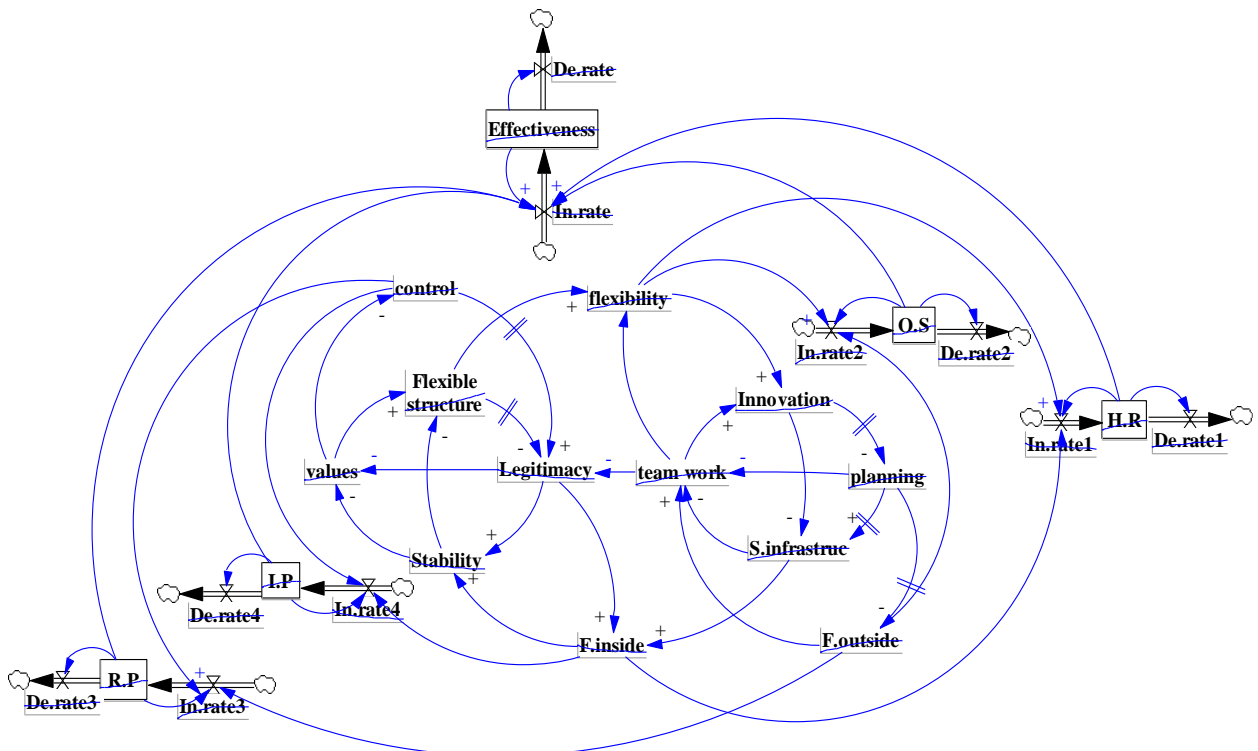 De.rate
Effectiveness
+ +
In.rate
control
-
flexibility
+
+
O.S
In.rate2
De.rate2
Flexible
structure
+
-
+
Innovation
+
+
H.R
In.rate1
De.rate1
-
+
-
-
-
-
values
Legitimacy
team work
planning
-
+
-
+
-
+
S.infrastruc
Stability
+
I.P
De.rate4
In.rate4
+
+
-
F.inside
F.outside
+
R.P
De.rate3
In.rate3